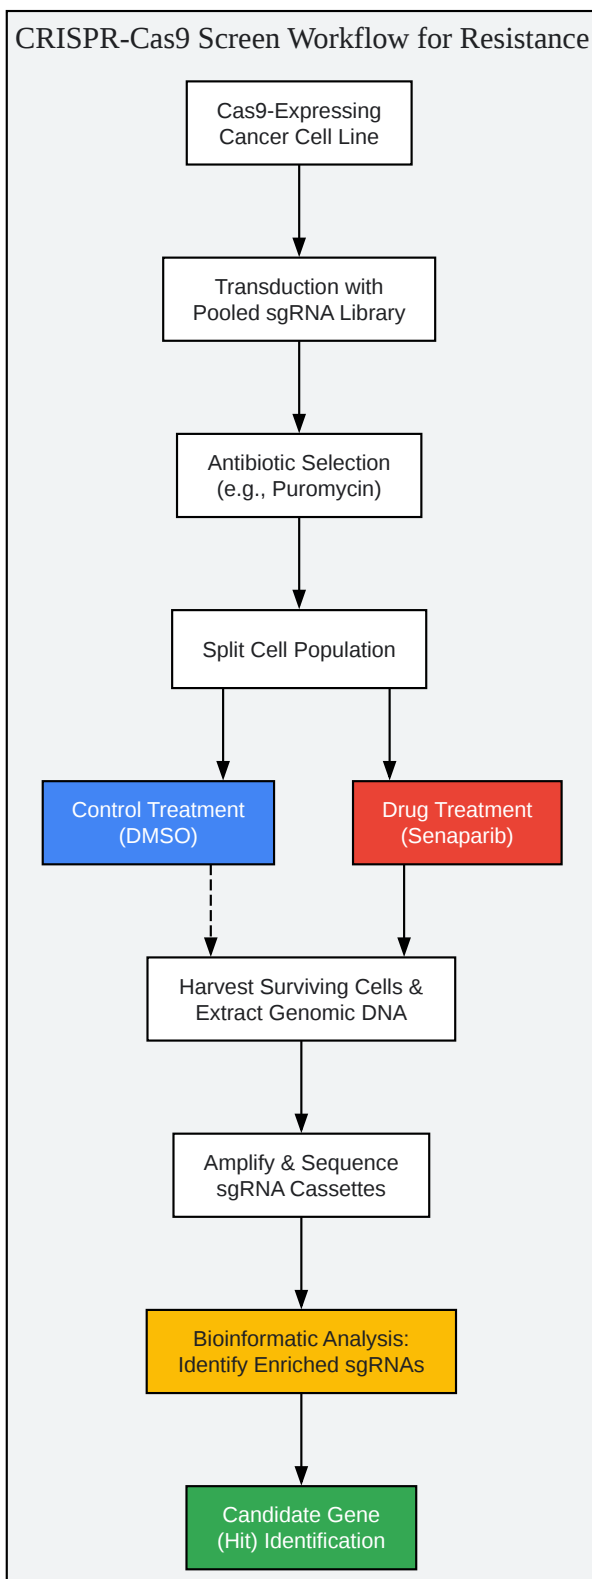 CRISPR-Cas9 Screen Workflow for Resistance
Cas9-Expressing
Cancer Cell Line
Transduction with
Pooled sgRNA Library
Antibiotic Selection
(e.g., Puromycin)
Split Cell Population
Control Treatment
(DMSO)
Drug Treatment
(Senaparib)
Harvest Surviving Cells &
Extract Genomic DNA
Amplify & Sequence
sgRNA Cassettes
Bioinformatic Analysis:
Identify Enriched sgRNAs
Candidate Gene
(Hit) Identification